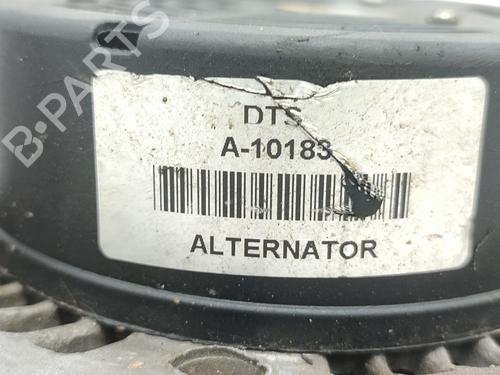 B-PARTS
DTS
A-10183
ALTERNATOR